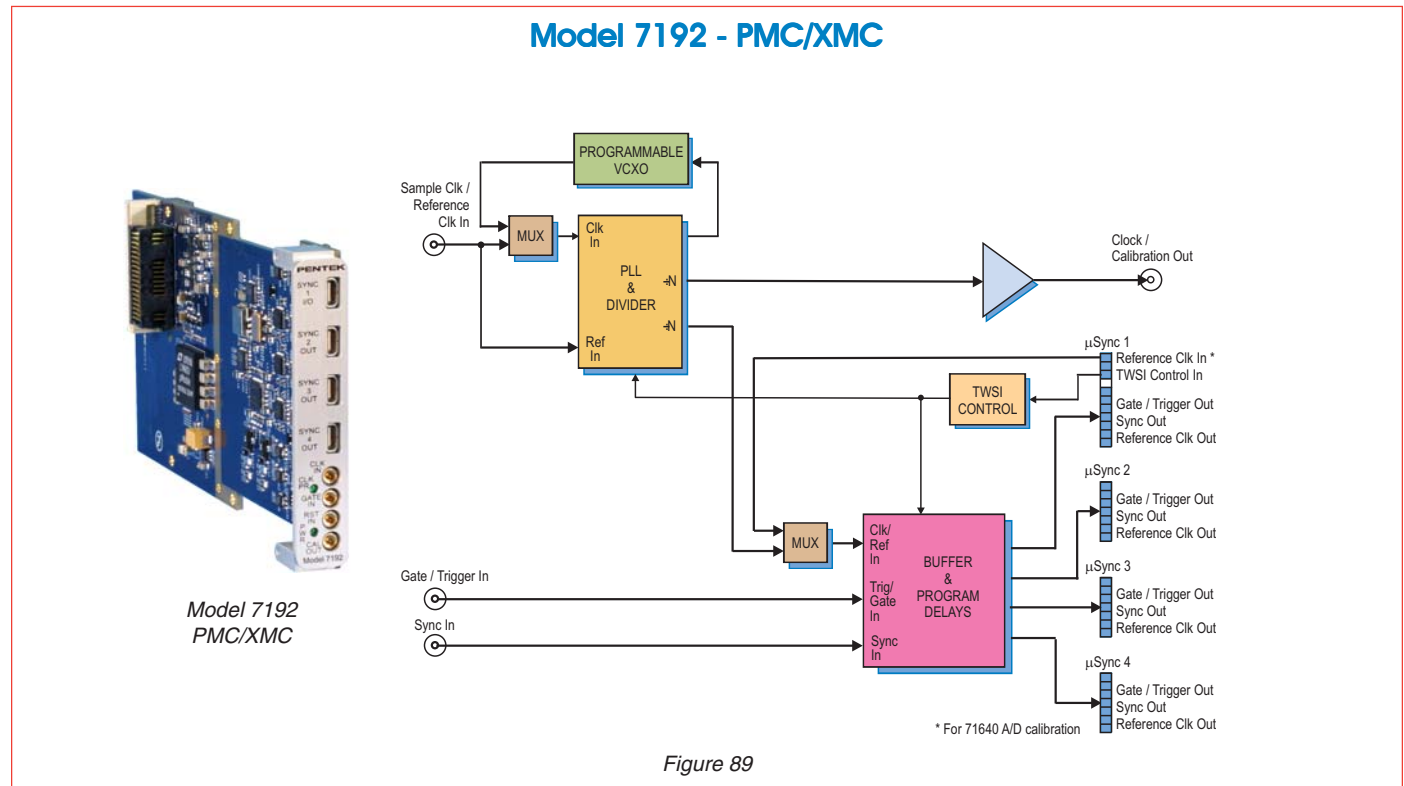 Model 7192 - PMC/XMC
PROGRAMMABLE
VCXO
Sample Clk /
Reference
Clk In
MUX
Clk
In
PLL
&
DIVIDER
÷N
÷N
Ref
In
Clock /
Calibration Out
TWSI
CONTROL
μSync 1
Reference Clk In *
TWSI Control In
Gate / Trigger Out
Sync Out
Reference Clk Out
μSync 2
Gate / Trigger Out
Sync Out
Reference Clk Out
MUX
Clk/
Ref
In
Trig/
Gate
In
Sync
In
BUFFER
&
PROGRAM
DELAYS
μSync 3
Gate / Trigger Out
Sync Out
Reference Clk Out
μSync 4
Gate / Trigger Out
Sync Out
Reference Clk Out
Gate / Trigger In
Sync In
* For 71640 A/D calibration
PENTEK
SYNC
1
I/O
SYNC
2
OUT
SYNC
3
OUT
SYNC
4
OUT
CLK
IN
CLK
PR
GATE
IN
RST
IN
PWR
CAL
OUT
Model 7192
Model 7192
PMC/XMC
Figure 89